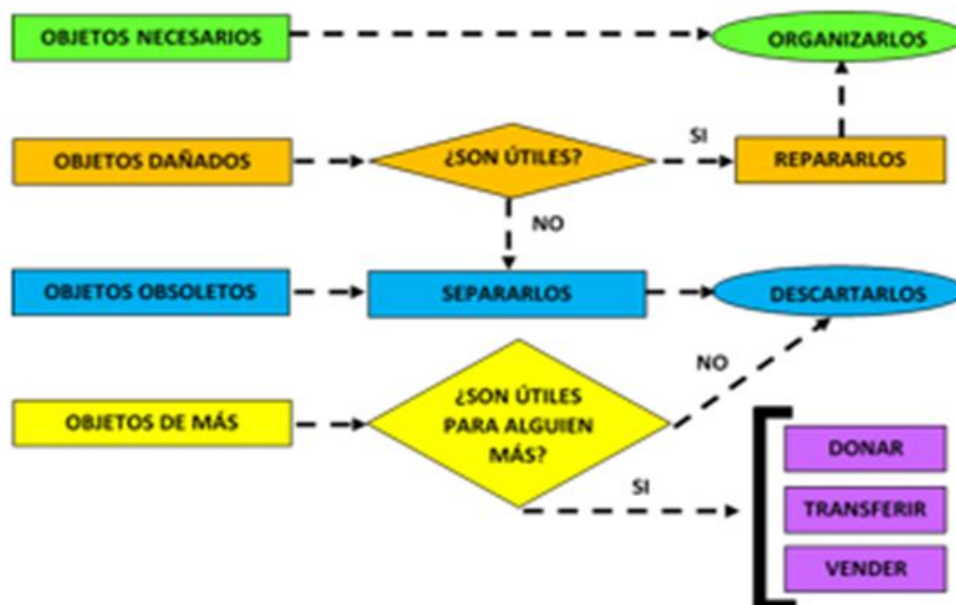 OBJETOS NECESARIOS
ORGANIZARLOS
OBJETOS DAÑADOS
¿SON ÚTILES?
SI
REPARARLOS
NO
OBJETOS OBSOLETOS
SEPARARLOS
DESCARTARLOS
OBJETOS DE MÁS
¿SON ÚTILES
PARA ALGUIEN
MÁS?
NO
SI
DONAR
TRANSFERIR
VENDER